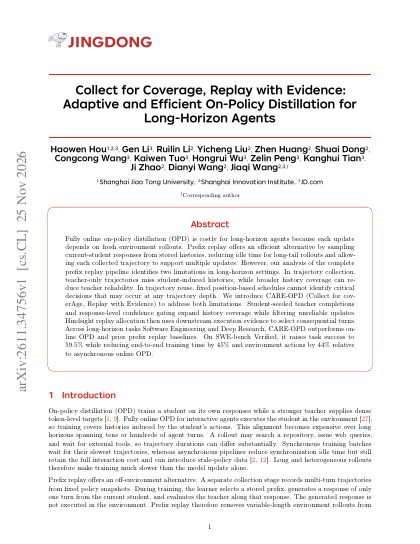 JINGDONG
Collect for Coverage, Replay with Evidence:
Adaptive and Efficient On-Policy Distillation for
Long-Horizon Agents
Haowen Hou¹,²,³, Gen Li³, Ruilin Li², Yicheng Liu², Zhen Huang², Shuai Dong²,
Congcong Wang³, Kaiwen Tuo³, Hongrui Wu³, Zelin Peng³, Kanghui Tian³,
Ji Zhao², Dianyi Wang³, Jiaqi Wang²,³,†
¹Shanghai Jiao Tong University, ²Shanghai Innovation Institute, ³JD.com
†Corresponding author
Abstract
Fully online on-policy distillation (OPD) is costly for long-horizon agents because each update
depends on fresh environment rollouts. Prefix replay offers an efficient alternative by sampling
current-student responses from stored histories, reducing idle time for long-tail rollouts and allow-
ing each collected trajectory to support multiple updates. However, our analysis of the complete
prefix replay pipeline identifies two limitations in long-horizon settings. In trajectory collection,
teacher-only trajectories miss student-induced histories, while broader history coverage can re-
duce teacher reliability. In trajectory reuse, fixed position-based schedules cannot identify critical
decisions that may occur at any trajectory depth. We introduce CARE-OPD (Collect for cov-
erAge, Replay with Evidence) to address both limitations. Student-seeded teacher completions
and response-level confidence gating expand history coverage while filtering unreliable updates.
Hindsight replay allocation then uses downstream execution evidence to select consequential turns.
Across long-horizon tasks Software Engineering and Deep Research, CARE-OPD outperforms on-
line OPD and prior prefix replay baselines. On SWE-bench Verified, it raises task success to
59.5% while reducing end-to-end training time by 45% and environment actions by 44% relative
to asynchronous online OPD.
1 Introduction
On-policy distillation (OPD) trains a student on its own responses while a stronger teacher supplies dense
token-level targets [1, 9]. Fully online OPD for interactive agents executes the student in the environment [27],
so training covers histories induced by the student's actions. This alignment becomes expensive over long
horizons spanning tens or hundreds of agent turns. A rollout may search a repository, issue web queries,
and wait for external tools, so trajectory durations can differ substantially. Synchronous training batches
wait for their slowest trajectories, whereas asynchronous pipelines reduce synchronization idle time but still
retain the full interaction cost and can introduce stale-policy data [2, 12]. Long and heterogeneous rollouts
therefore make training much slower than the model update alone.
Prefix replay offers an off-environment alternative. A separate collection stage records multi-turn trajectories
from fixed policy snapshots. During training, the learner selects a stored prefix, generates a response of only
one turn from the current student, and evaluates the teacher along that response. The generated response is
not executed in the environment. Prefix replay therefore removes variable-length environment rollouts from
1
arXiv:2611.34756v1 [cs.CL] 25 Nov 2026